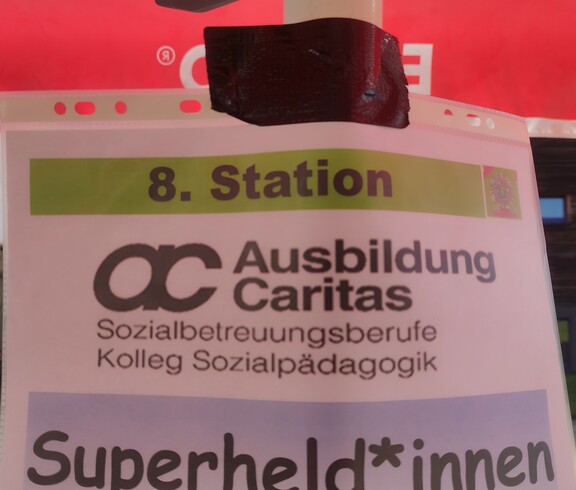 8. Station
ac Ausbildung
Caritas
Sozialbetreuungsberufe
Kolleg Sozialpädagogik
Superheld*innen